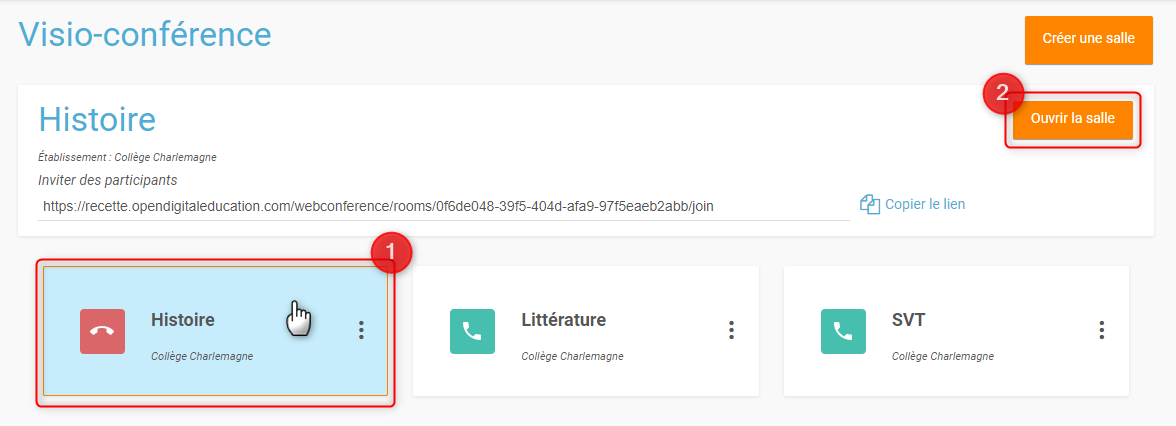 Visio-conférence
Créer une salle
2
Histoire
Ouvrir la salle
Établissement : Collège Charlemagne
Inviter des participants
https://recette.opendigitaleducation.com/webconference/rooms/0f6de048-39f5-404d-afa9-97f5eaeb2abb/join
Copier le lien
1
Histoire
Collège Charlemagne
Littérature
Collège Charlemagne
SVT
Collège Charlemagne